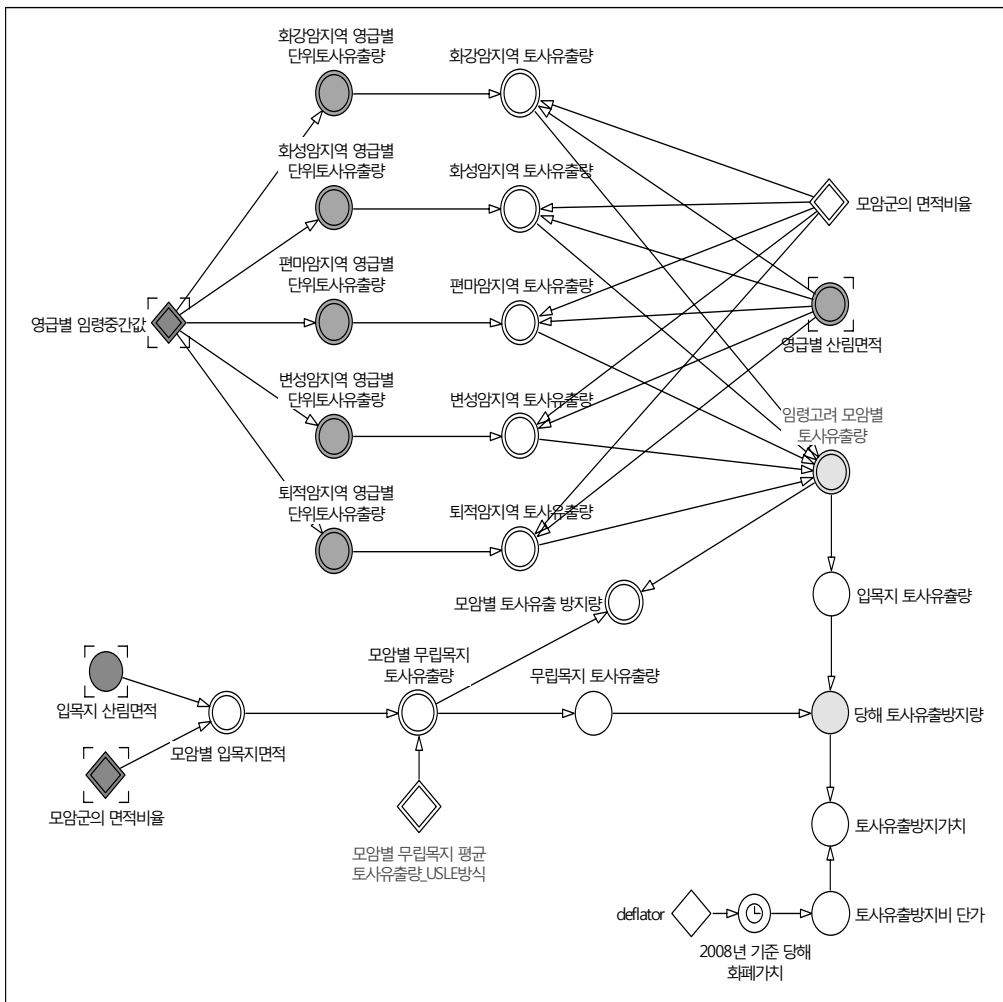 화강암지역 영급별
단위토사유출량
화강암지역 토사유출량
화성암지역 영급별
단위토사유출량
화성암지역 토사유출량
모암군의 면적비율
편마암지역 영급별
단위토사유출량
편마암지역 토사유출량
영급별 임령중간값
영급별 산림면적
변성암지역 영급별
단위토사유출량
변성암지역 토사유출량
임령고려 모암별
토사유출량
퇴적암지역 영급별
단위토사유출량
퇴적암지역 토사유출량
모암별 토사유출 방지량
입목지 토사유츌량
모암별 무립목지
토사유출량
무립목지 토사유출량
입목지 산림면적
당해 토사유출방지량
모암별 입목지면적
모암군의 면적비율
토사유출방지가치
모암별 무립목지 평균
토사유출량_USLE방식
deflator
토사유출방지비 단가
2008년 기준 당해
화폐가치